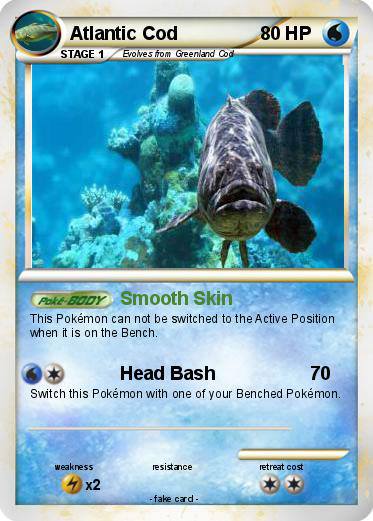 Atlantic Cod 80 HP
STAGE 1 Evolves from Greenland Cod
Poké-BODY Smooth Skin
This Pokémon can not be switched to the Active Position
when it is on the Bench.
Head Bash 70
Switch this Pokémon with one of your Benched Pokémon.
weakness resistance retreat cost
x2
- fake card -